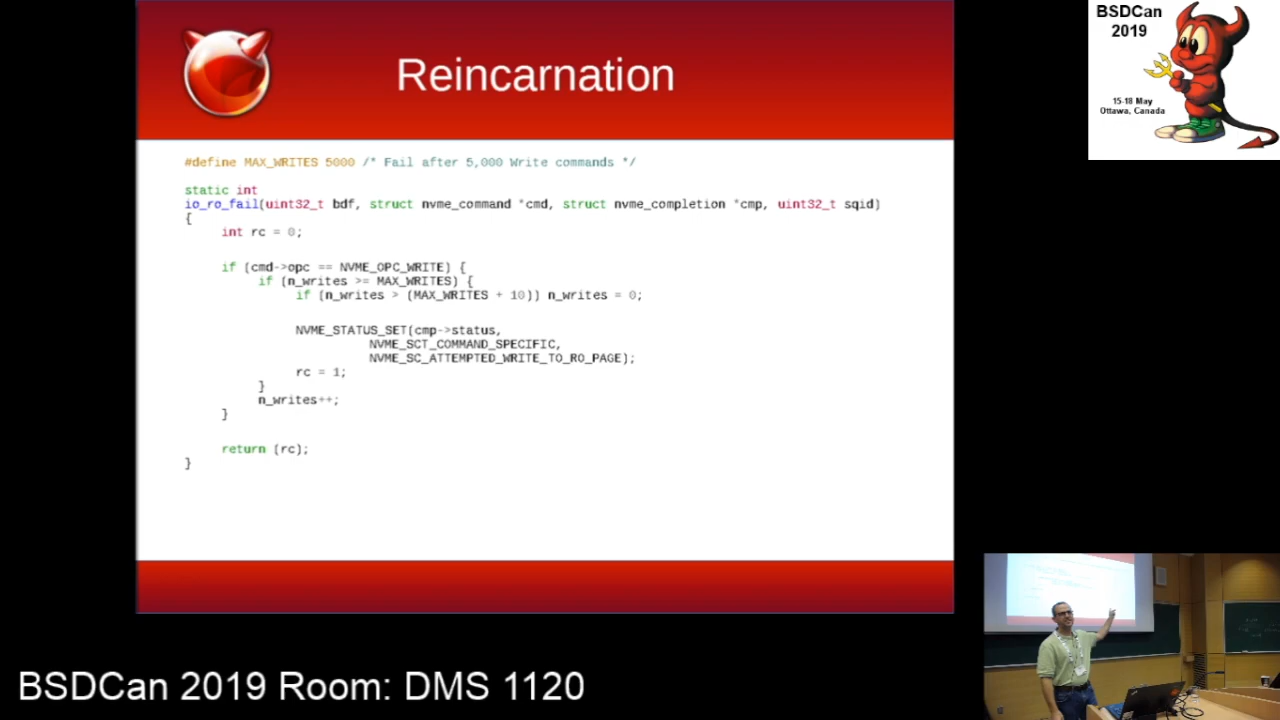 Reincarnation
BSDCan
2019
15-18 May
Ottawa, Canada
#define MAX_WRITES 5000 /* Fail after 5,000 Write commands */
static int
io_ro_fail(uint32_t bdf, struct nvme_command *cmd, struct nvme_completion *cmp, uint32_t sqid)
{
int rc = 0;
if (cmd->opc == NVME_OPC_WRITE) {
if (n_writes >= MAX_WRITES) {
if (n_writes > (MAX_WRITES + 10)) n_writes = 0;
NVME_STATUS_SET(cmp->status,
NVME_SCT_COMMAND_SPECIFIC,
NVME_SC_ATTEMPTED_WRITE_TO_RO_PAGE);
rc = 1;
}
n_writes++;
}
return (rc);
}
BSDCan 2019 Room: DMS 1120